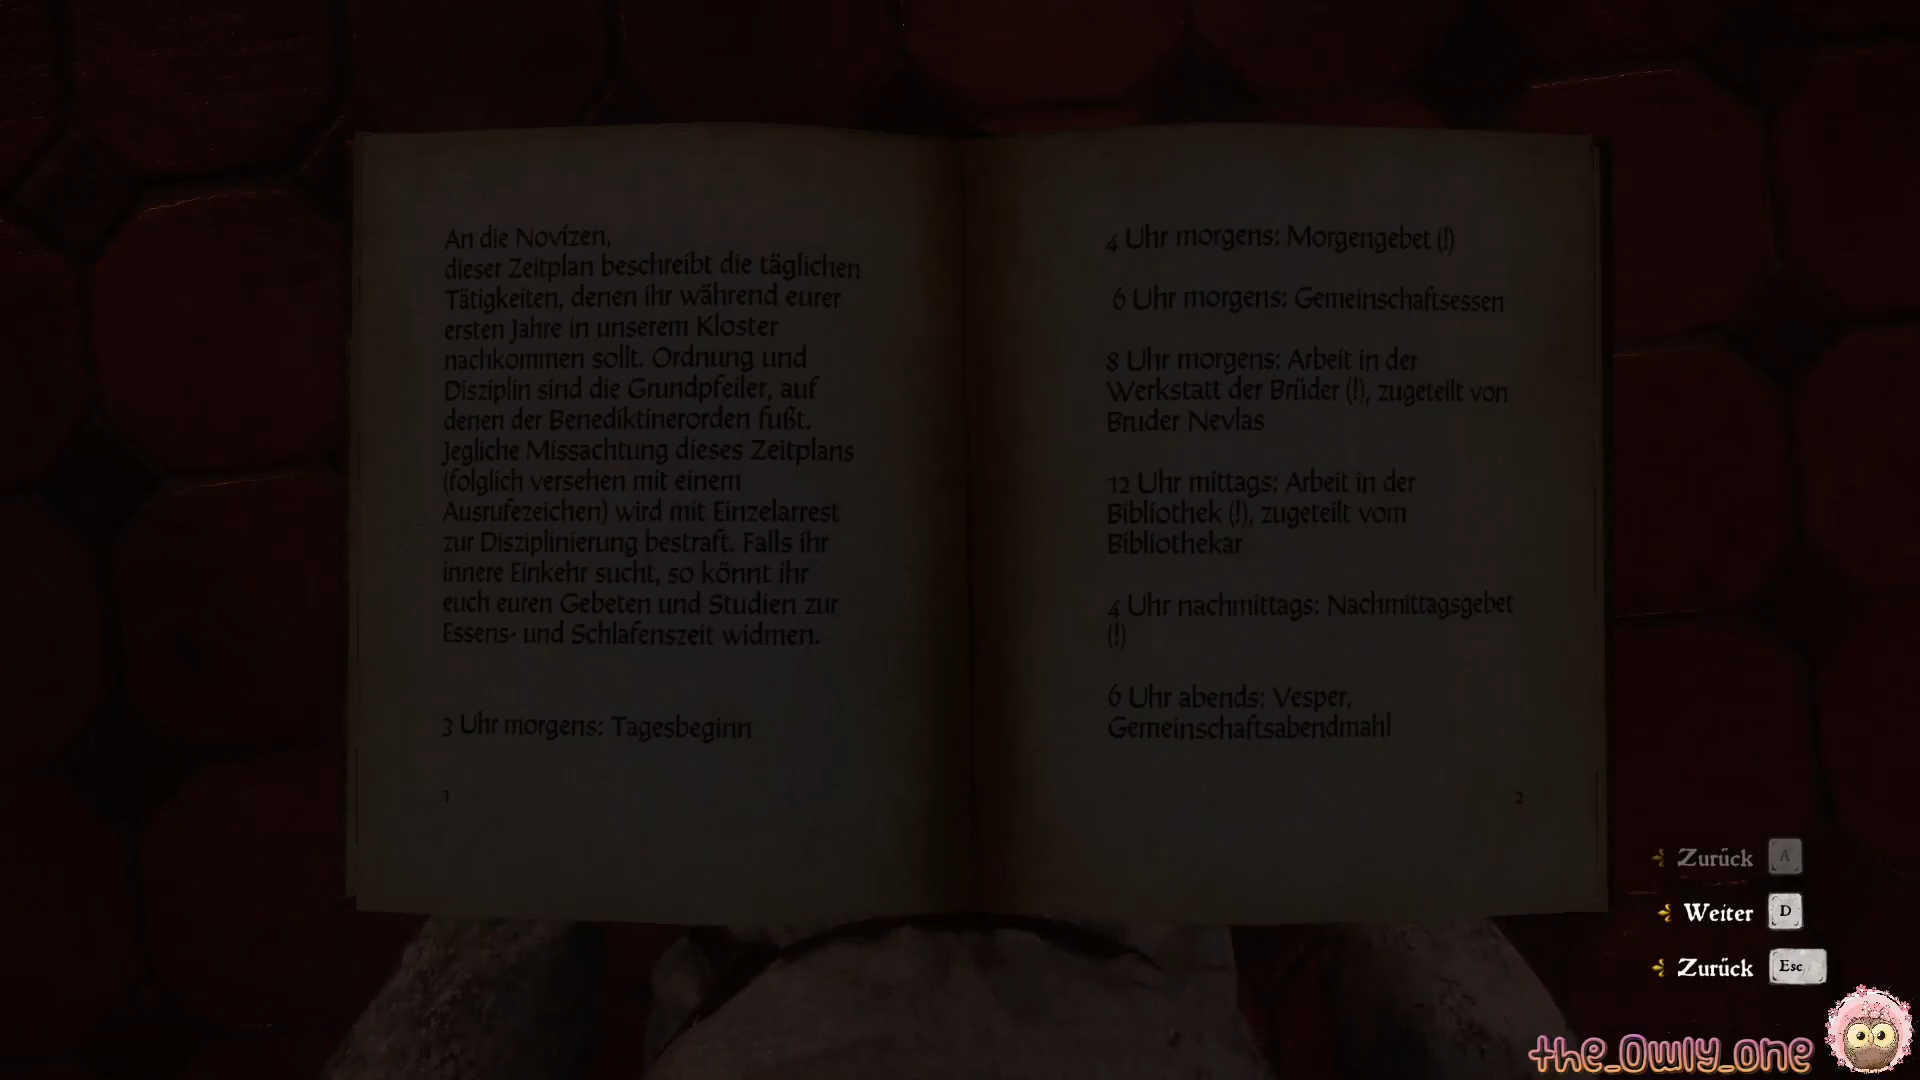 An die Novizen,
dieser Zeitplan beschreibt die täglichen
Tätigkeiten, denen ihr während eurer
ersten Jahre in unserem Kloster
nachkommen sollt. Ordnung und
Disziplin sind die Grundpfeiler, auf
denen der Benediktinerorden fußt.
Jegliche Missachtung dieses Zeitplans
(folglich versehen mit einem
Ausrufezeichen) wird mit Einzelarrest
zur Disziplinierung bestraft. Falls ihr
innere Einkehr sucht, so könnt ihr
euch euren Gebeten und Studien zur
Essens- und Schlafenszeit widmen.
3 Uhr morgens: Tagesbeginn
1
4 Uhr morgens: Morgengebet (!)
6 Uhr morgens: Gemeinschaftsessen
8 Uhr morgens: Arbeit in der
Werkstatt der Brüder (!), zugeteilt von
Bruder Nevlas
12 Uhr mittags: Arbeit in der
Bibliothek (!), zugeteilt vom
Bibliothekar
4 Uhr nachmittags: Nachmittagsgebet
(!)
6 Uhr abends: Vesper,
Gemeinschaftsabendmahl
2
Zurück A
Weiter D
Zurück Esc
the_Owly_one